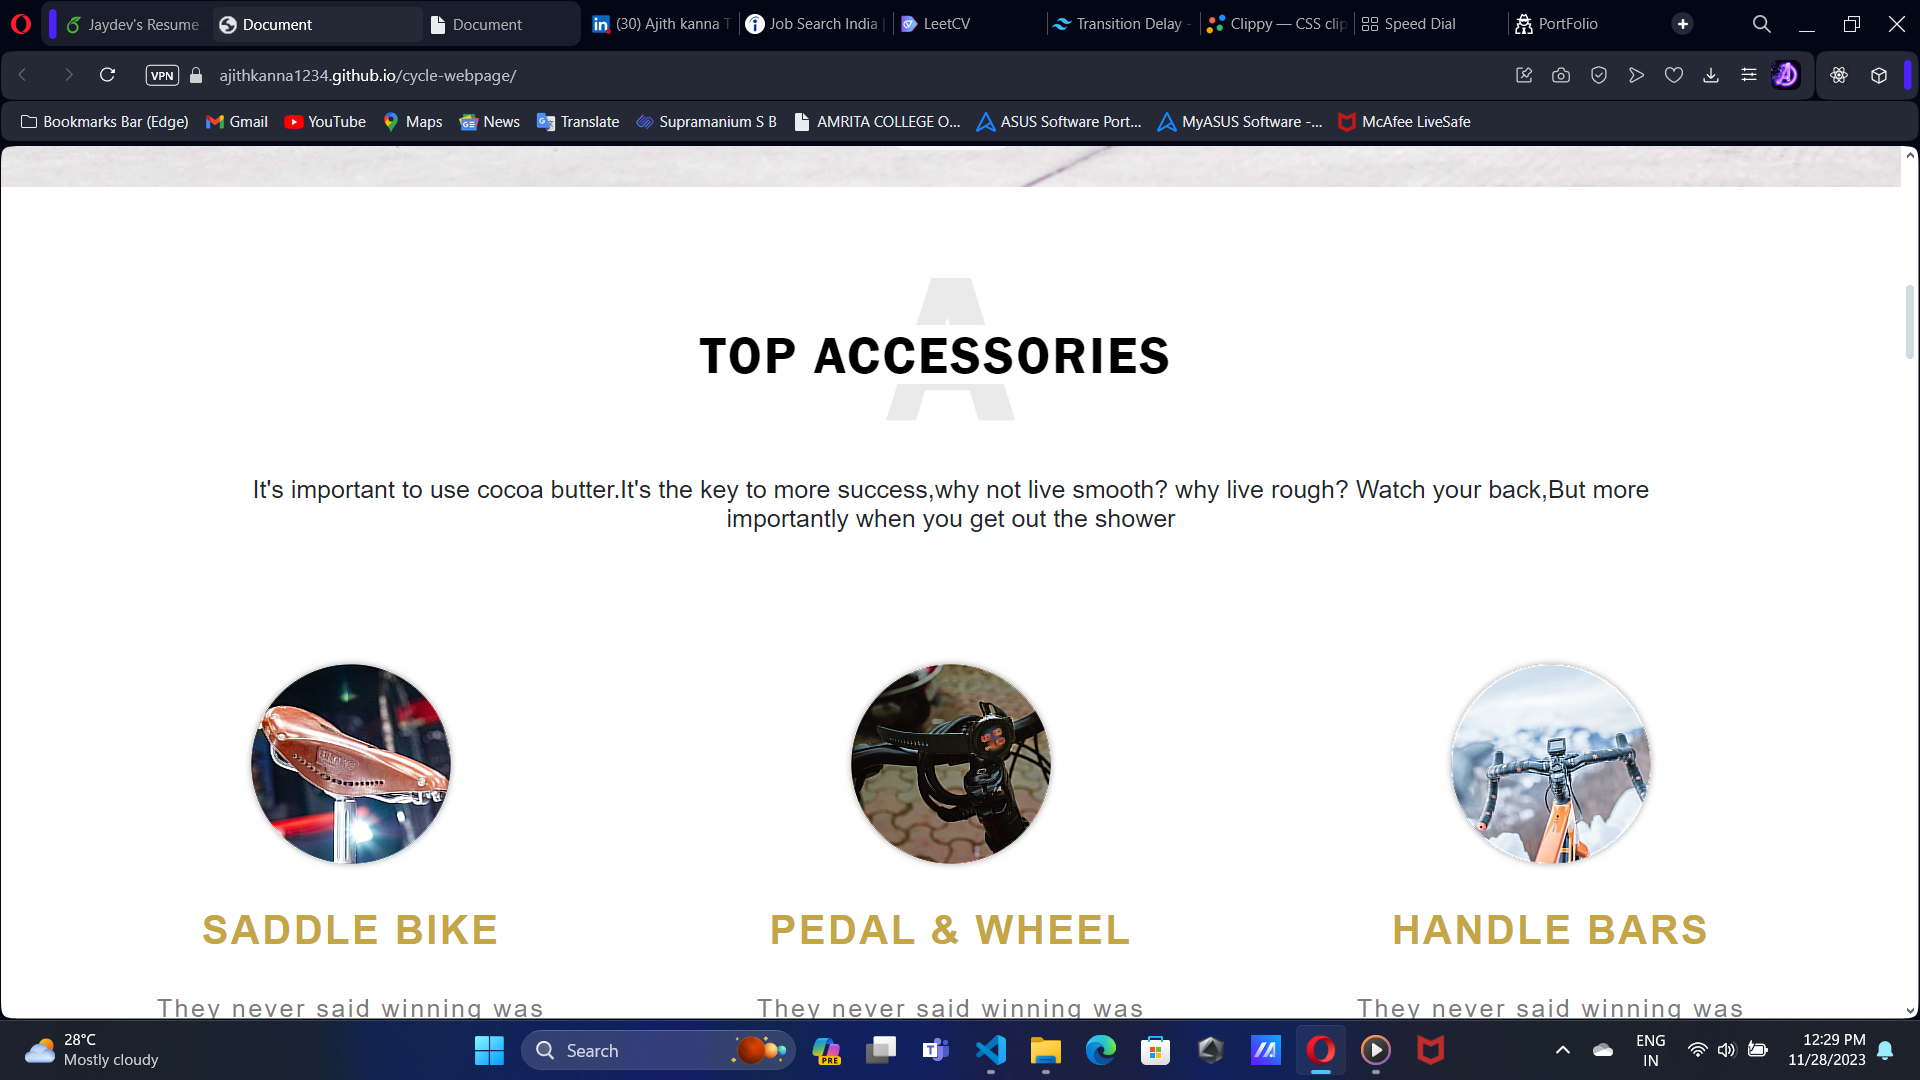 Jaydev's Resume
Document
Document
(30) Ajith kanna
Job Search India
LeetCV
Transition Delay -
Clippy — CSS clip
Speed Dial
PortFolio
VPN
ajithkanna1234.github.io/cycle-webpage/
Bookmarks Bar (Edge)
Gmail
YouTube
Maps
News
Translate
Supramanium S B
AMRITA COLLEGE O...
ASUS Software Port...
MyASUS Software -...
McAfee LiveSafe
A
TOP ACCESSORIES
It's important to use cocoa butter.It's the key to more success,why not live smooth? why live rough? Watch your back,But more
importantly when you get out the shower
SADDLE BIKE
PEDAL & WHEEL
HANDLE BARS
They never said winning was
They never said winning was
They never said winning was
28°C
Mostly cloudy
Search
PRE
ENG
IN
12:29 PM
11/28/2023